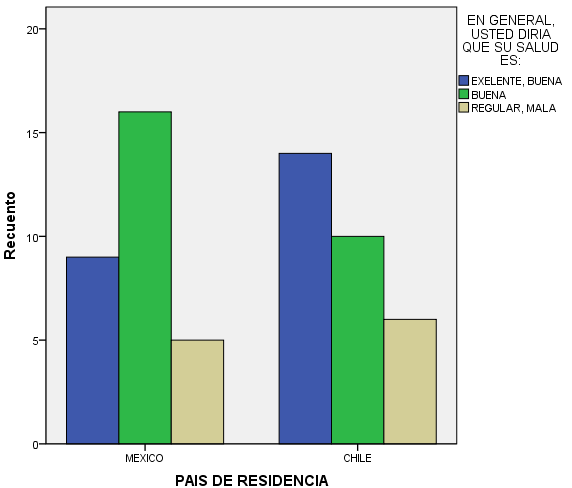 EN GENERAL,
USTED DIRIA
QUE SU SALUD
ES:
EXELENTE, BUENA
BUENA
REGULAR, MALA
20
15
10
5
0
Recuento
MEXICO
CHILE
PAIS DE RESIDENCIA